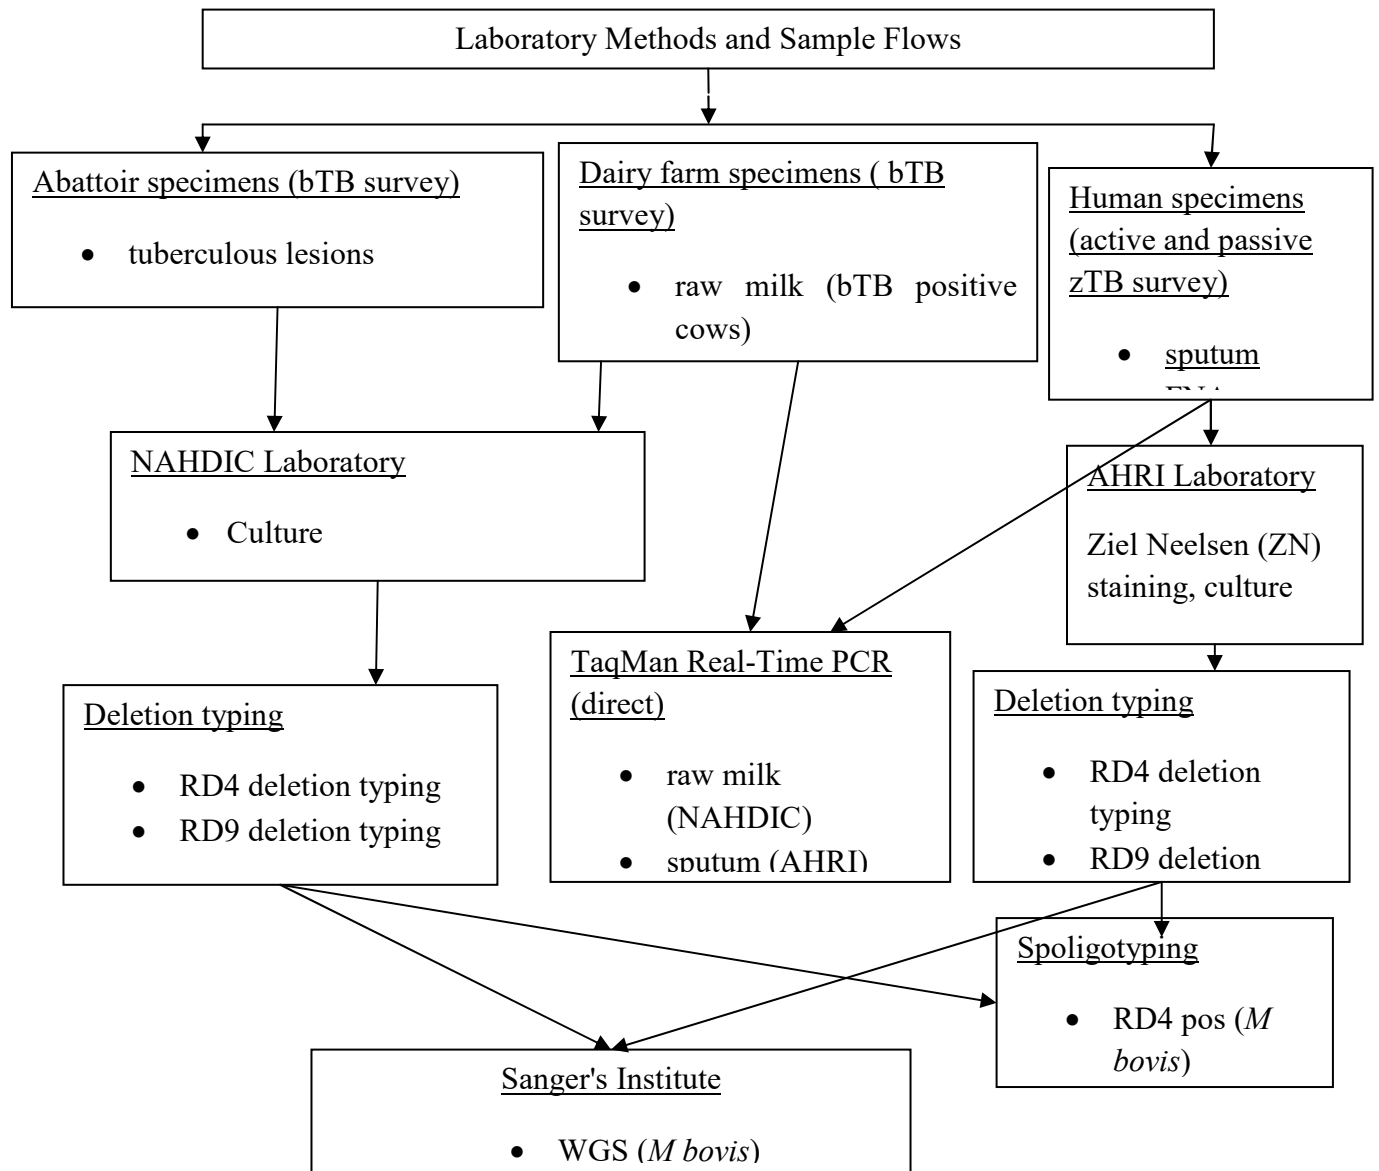 Laboratory Methods and Sample Flows
Abattoir specimens (bTB survey)
• tuberculous lesions
Dairy farm specimens ( bTB
survey)
• raw milk (bTB positive
cows)
Human specimens
(active and passive
zTB survey)
• sputum
NAHDIC Laboratory
• Culture
AHRI Laboratory
Ziel Neelsen (ZN)
staining, culture
Deletion typing
• RD4 deletion typing
• RD9 deletion typing
TaqMan Real-Time PCR
(direct)
• raw milk
(NAHDIC)
• sputum (AHRI)
Deletion typing
• RD4 deletion
typing
• RD9 deletion
Spoligotyping
• RD4 pos (M
bovis)
Sanger's Institute
• WGS (M bovis)